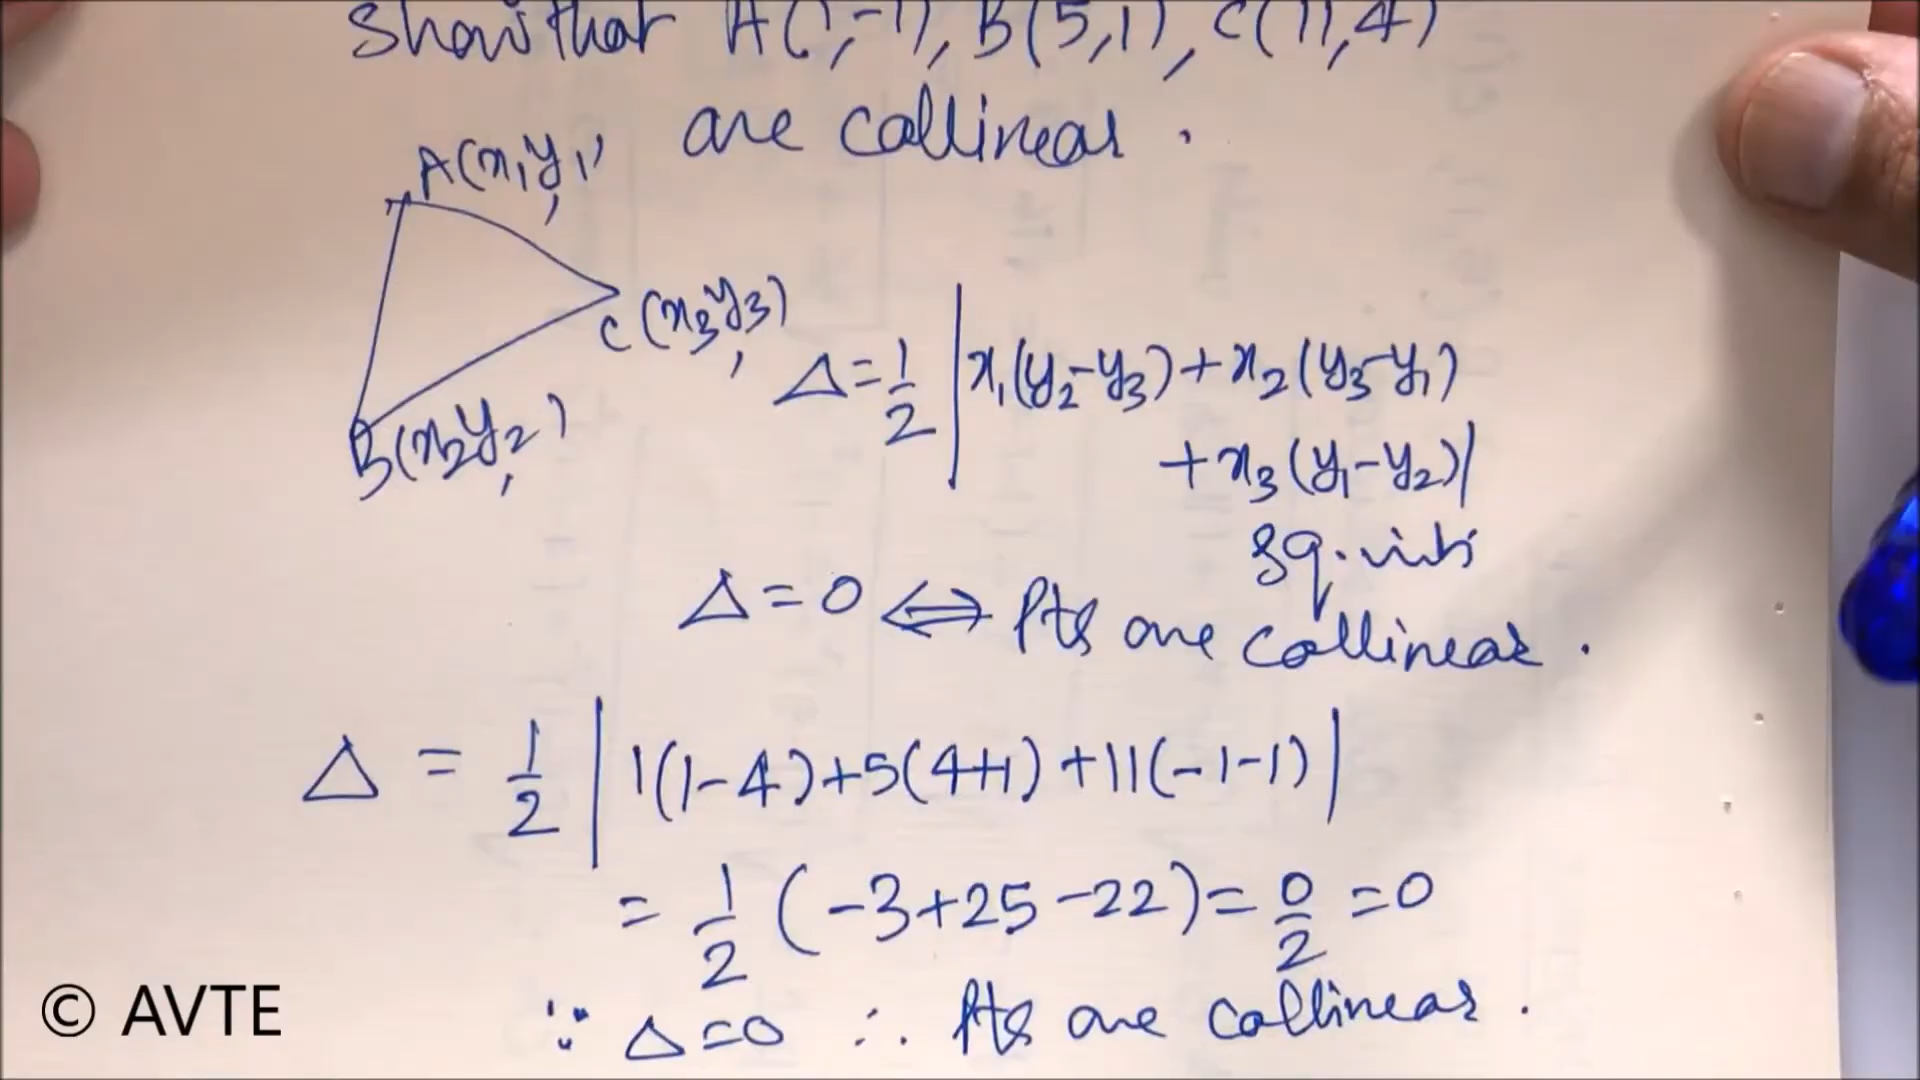 Show that A(1,-1), B(5,1), C(11,4)
are collinear.
A(x₁,y₁)
C(x₃,y₃)
B(x₂,y₂)
Δ=1/2 |x₁(y₂-y₃)+x₂(y₃-y₁)
+x₃(y₁-y₂)|
sq.units
Δ=0 ⟺ Pts are collinear.
Δ = 1/2 |1(1-4)+5(4+1)+11(-1-1)|
= 1/2 (-3+25-22)=0/2=0
∵ Δ=0 ∴ Pts are collinear.
© AVTE